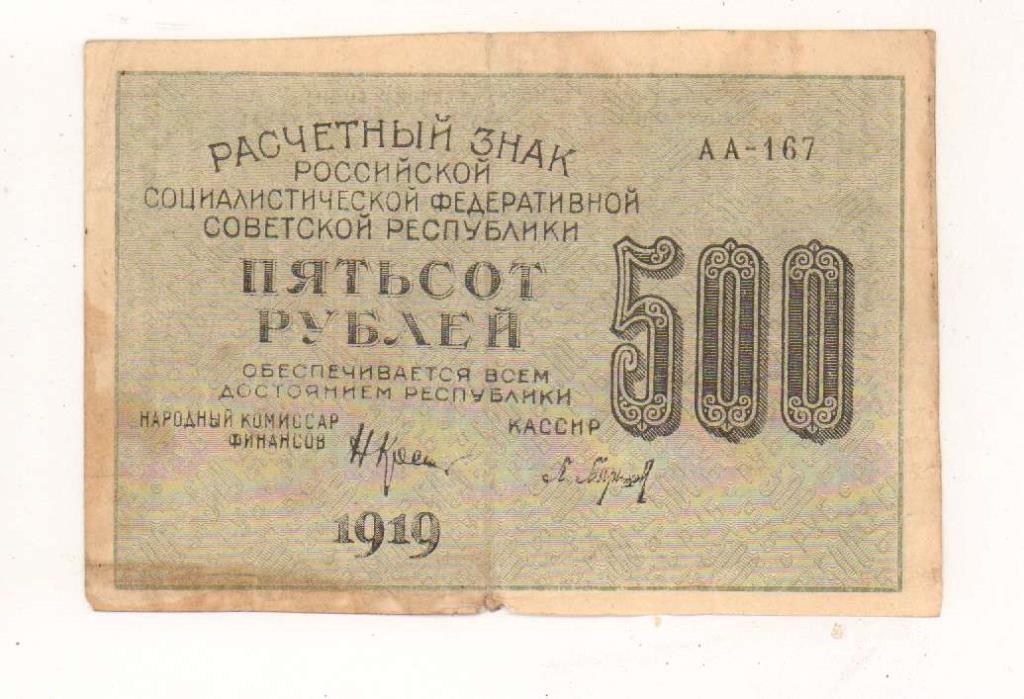 РАСЧЕТНЫЙ ЗНАК
РОССИЙСКОЙ
СОЦИАЛИСТИЧЕСКОЙ ФЕДЕРАТИВНОЙ
СОВЕТСКОЙ РЕСПУБЛИКИ
АА-167
ПЯТЬСОТ
РУБЛЕЙ
500
ОБЕСПЕЧИВАЕТСЯ ВСЕМ
ДОСТОЯНИЕМ РЕСПУБЛИКИ
НАРОДНЫЙ КОМИССАР
ФИНАНСОВ
КАССИР
1919